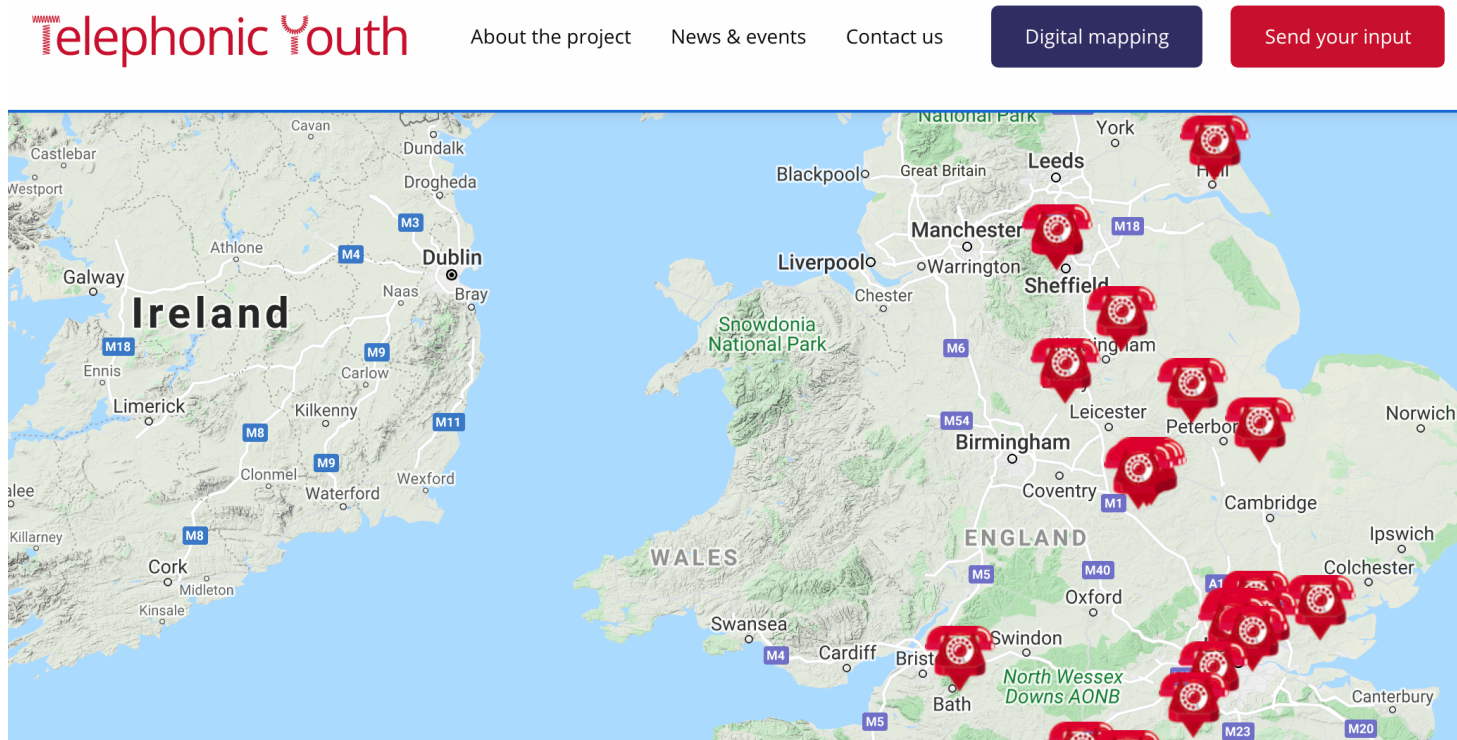 Telephonic Youth
About the project
News & events
Contact us
Digital mapping
Send your input
National Park
York
Cavan
Castlebar
Dundalk
Leeds
Blackpool
Great Britain
Westport
Drogheda
M3
M18
Manchester
Athlone
M4
Dublin
Liverpool
Warrington
Galway
Naas
Bray
Chester
Sheffield
Ireland
Snowdonia
National Park
M18
M9
M6
Ennis
Carlow
Limerick
Kilkenny
M11
M54
Leicester
Norwich
M8
Birmingham
M9
Clonmel
Wexford
Waterford
Coventry
M1
Cambridge
M8
Killarney
ENGLAND
Ipswich
WALES
Cork
M5
M40
Colchester
Midleton
Oxford
Kinsale
Swansea
Swindon
M4
Cardiff
North Wessex
Downs AONB
Bath
Canterbury
M5
M23
M20